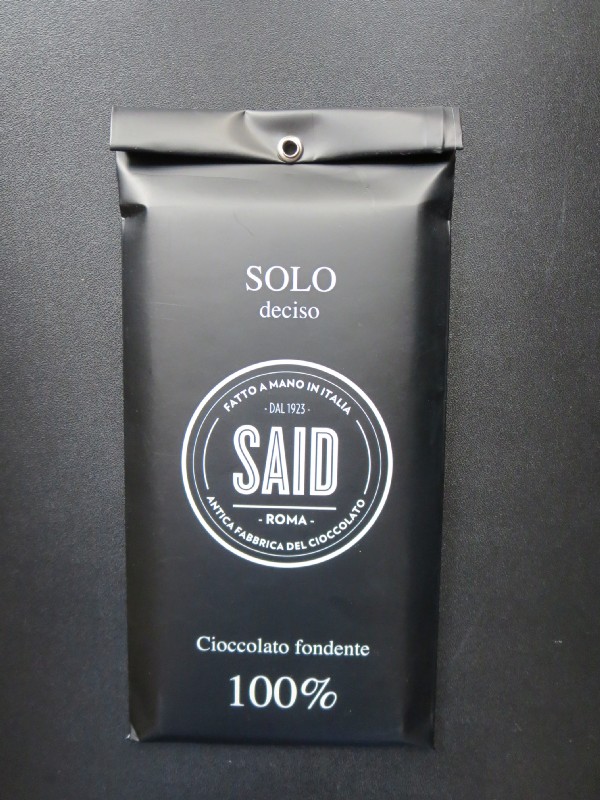 SOLO
deciso
FATTO A MANO IN ITALIA
- DAL 1923 -
SAID
- ROMA -
ANTICA FABBRICA DEL CIOCCOLATO
Cioccolato fondente
100%